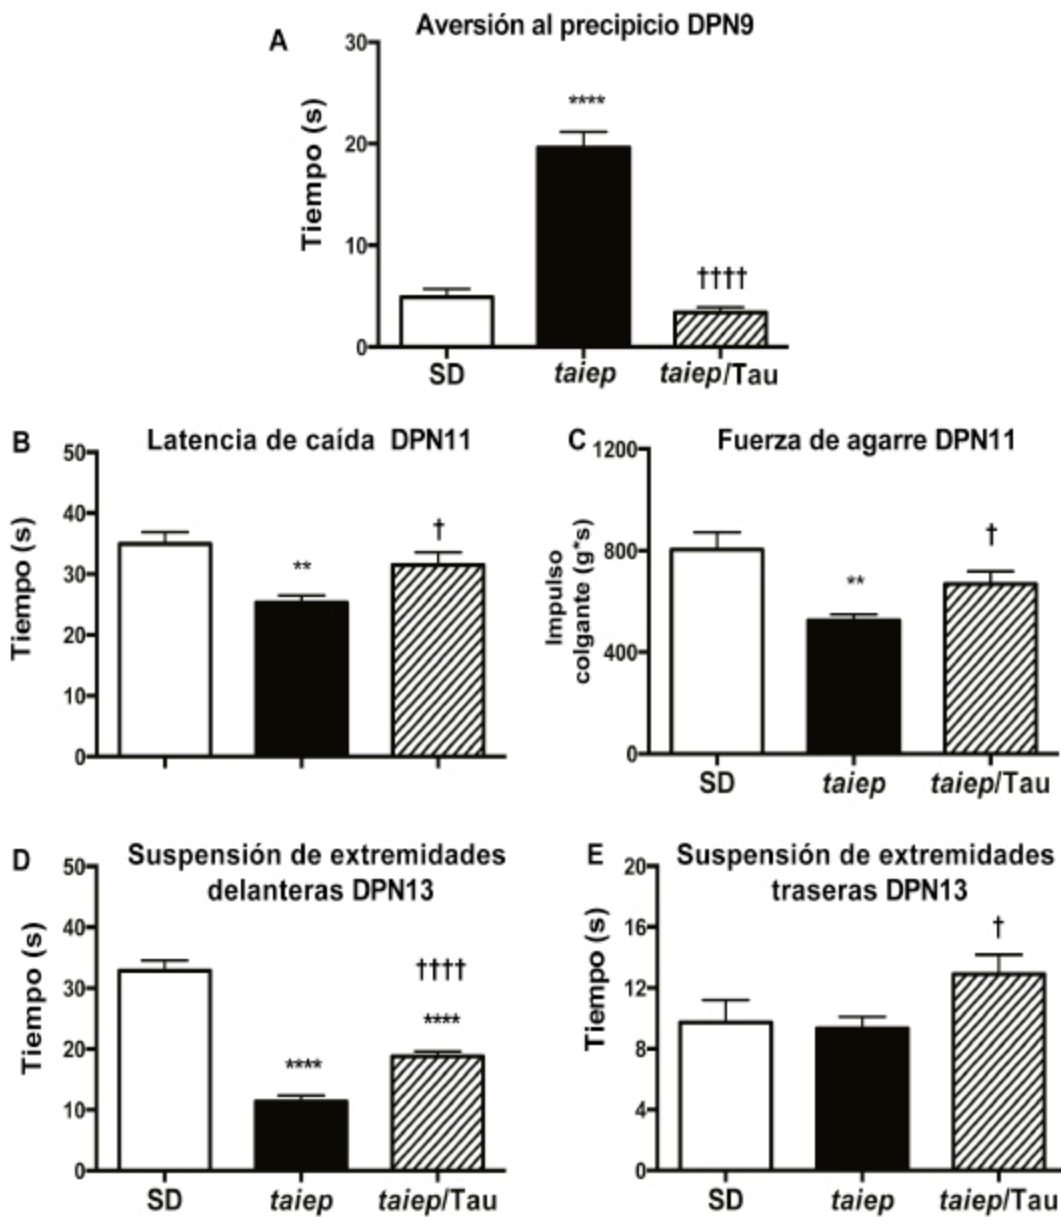 A
Aversión al precipicio DPN9
Tiempo (s)
30
20
10
0
****
††††
SD
taiep
taiep/Tau
B
Latencia de caída DPN11
Tiempo (s)
50
40
30
20
10
0
**
†
C
Fuerza de agarre DPN11
Impulso
colgante (g*s)
1200
800
400
0
**
†
SD
taiep
taiep/Tau
D
Suspensión de extremidades
delanteras DPN13
Tiempo (s)
50
40
30
20
10
0
****
††††
****
SD
taiep
taiep/Tau
E
Suspensión de extremidades
traseras DPN13
Tiempo (s)
20
16
12
8
4
0
†
SD
taiep
taiep/Tau